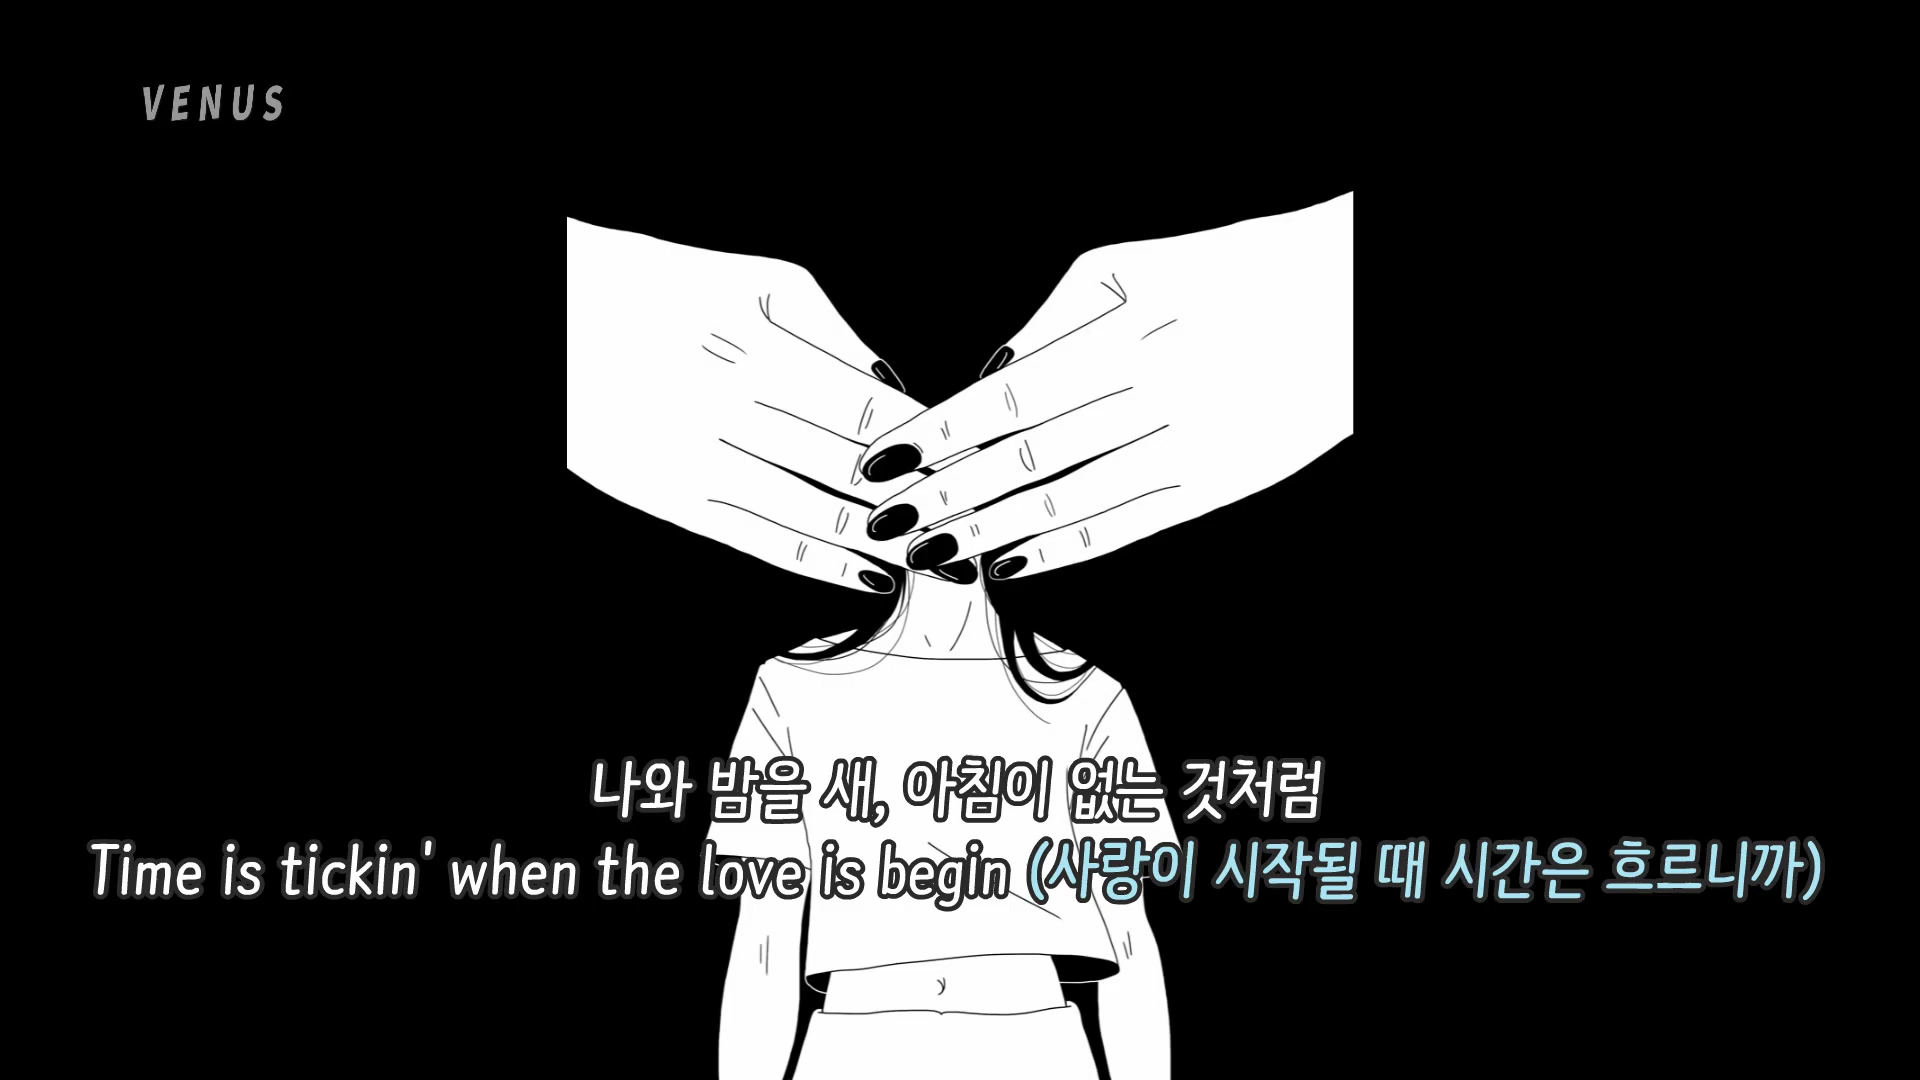 VENUS
나와 밤을 새, 아침이 없는 것처럼
Time is tickin' when the love is begin (사랑이 시작될 때 시간은 흐르니까)